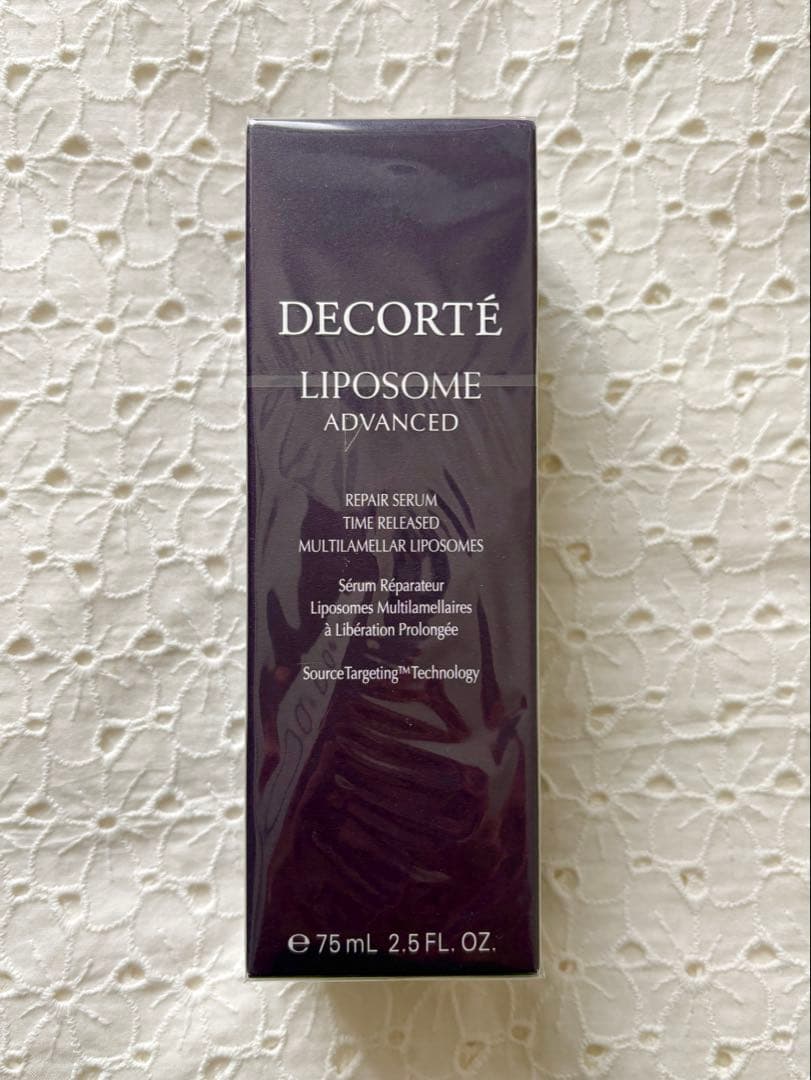 DECORTÉ
LIPOSOME
ADVANCED
REPAIR SERUM
TIME RELEASED
MULTILAMELLAR LIPOSOMES
Sérum Réparateur
Liposomes Multilamellaires
à Libération Prolongée
SourceTargeting™Technology
℮ 75 mL 2.5 FL. OZ.